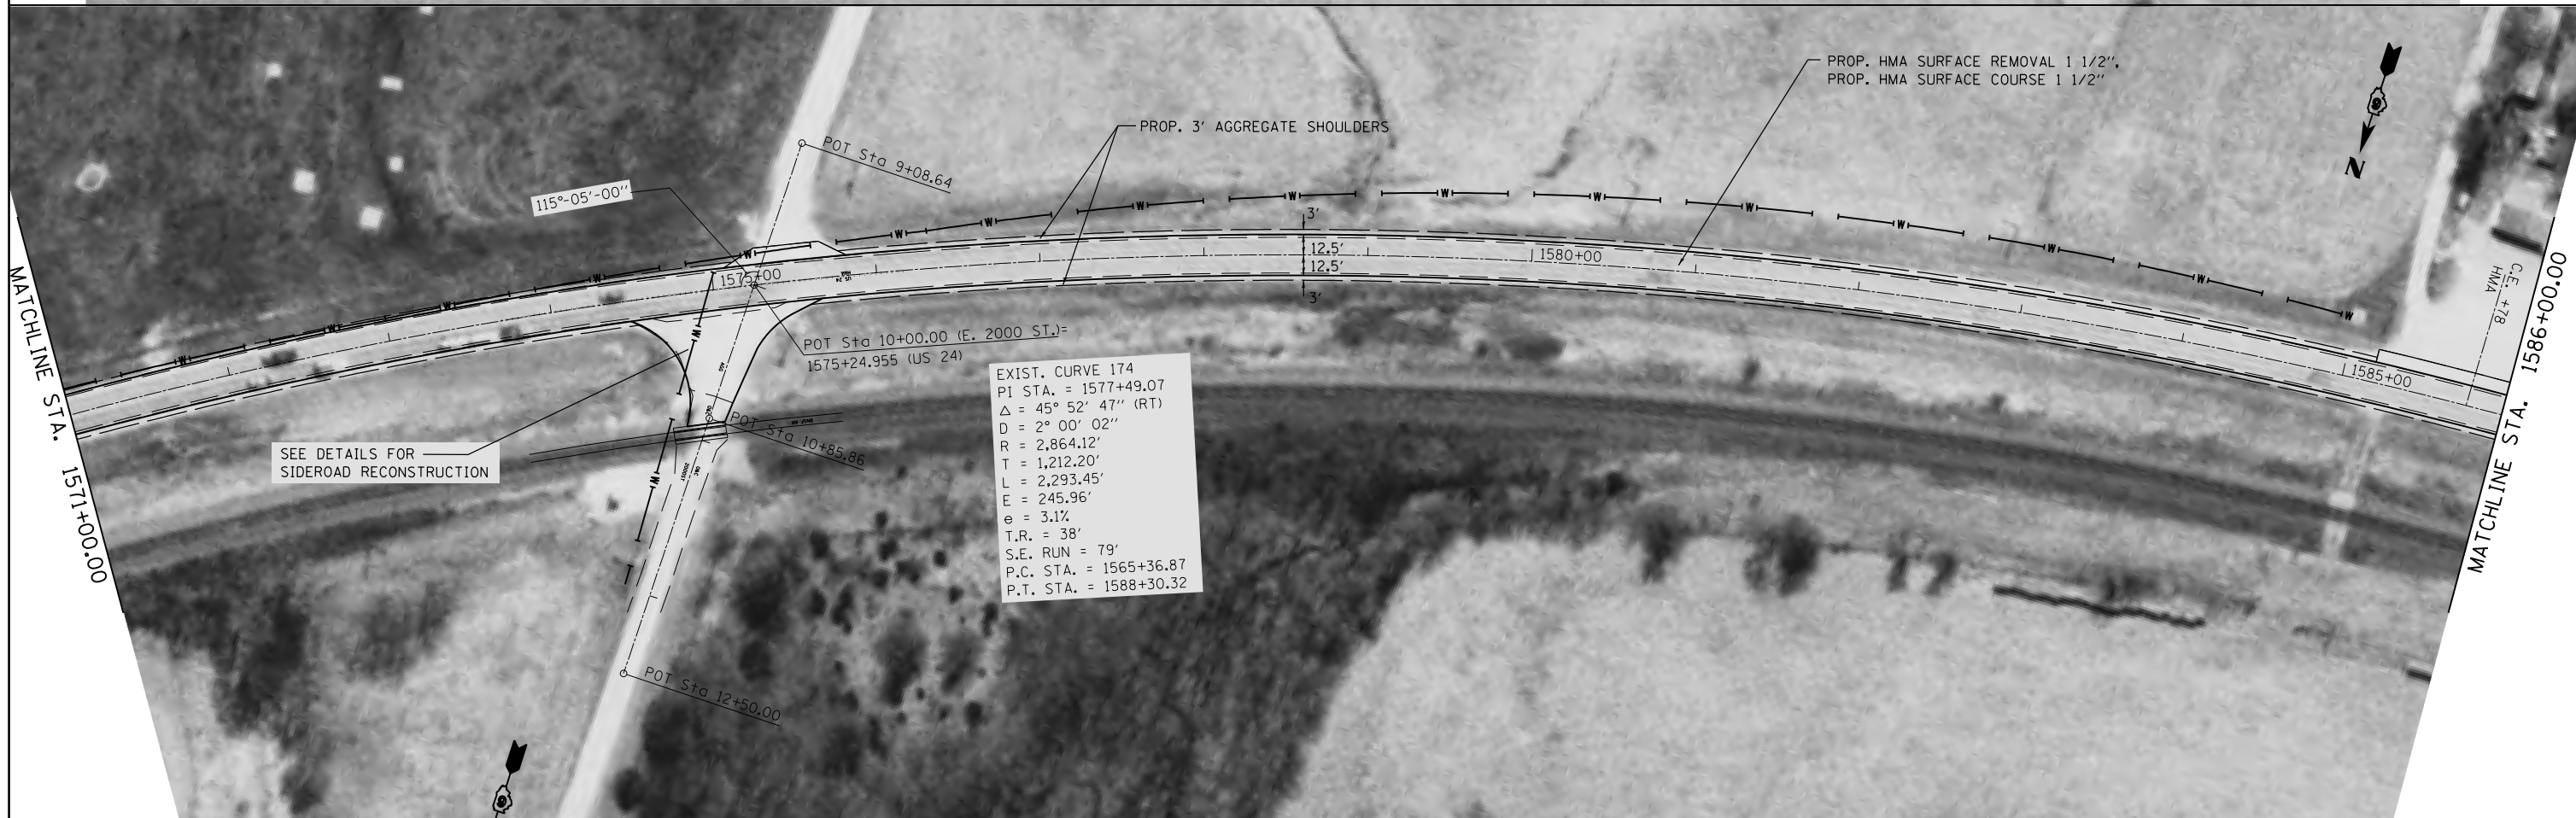 PROP. HMA SURFACE REMOVAL 1 1/2",
PROP. HMA SURFACE COURSE 1 1/2"
N
PROP. 3' AGGREGATE SHOULDERS
POT Sta 9+08.64
115°-05'-00"
W W W W W W W W W W W W W W W W
3'
12.5'
12.5'
3'
1575+00
1580+00
1585+00
C.E. +78
HMA
MATCHLINE STA. 1571+00.00
MATCHLINE STA. 1586+00.00
POT Sta 10+00.00 (E. 2000 ST.)=
1575+24.955 (US 24)
W
W
T
AGG
POT Sta 10+85.86
SEE DETAILS FOR
SIDEROAD RECONSTRUCTION
EXIST. CURVE 174
PI STA. = 1577+49.07
Δ = 45° 52' 47" (RT)
D = 2° 00' 02"
R = 2,864.12'
T = 1,212.20'
L = 2,293.45'
E = 245.96'
e = 3.1%
T.R. = 38'
S.E. RUN = 79'
P.C. STA. = 1565+36.87
P.T. STA. = 1588+30.32
POT Sta 12+50.00